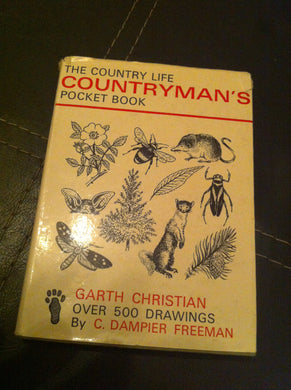 THE COUNTRY LIFE
COUNTRYMAN'S
POCKET BOOK
GARTH CHRISTIAN
OVER 500 DRAWINGS
By C. DAMPIER FREEMAN